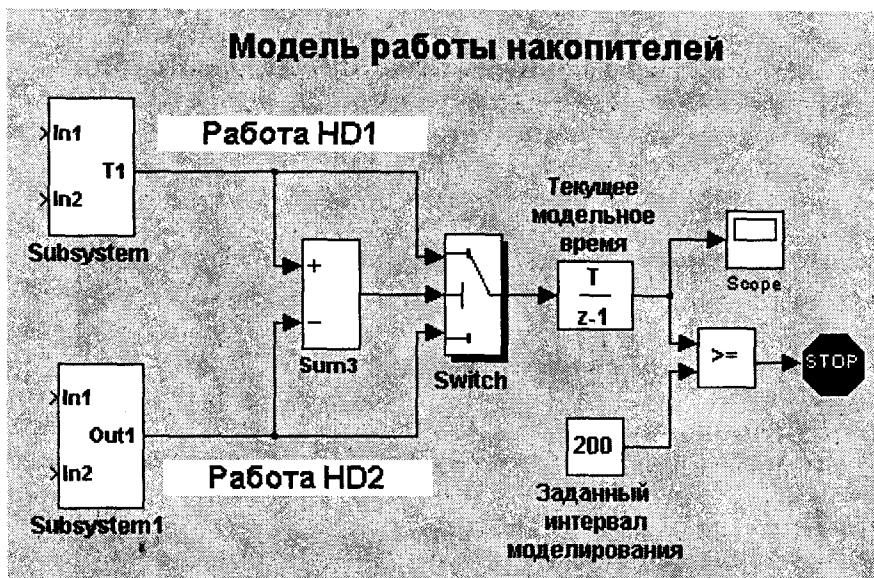 Модель работы накопителей
In1
T1
In2
Subsystem
Работа HD1
+
−
Sum3
Switch
Текущее
модельное
время
T
z-1
Scope
>=
STOP
200
Заданный
интервал
моделирования
In1
Out1
In2
Subsystem1
Работа HD2